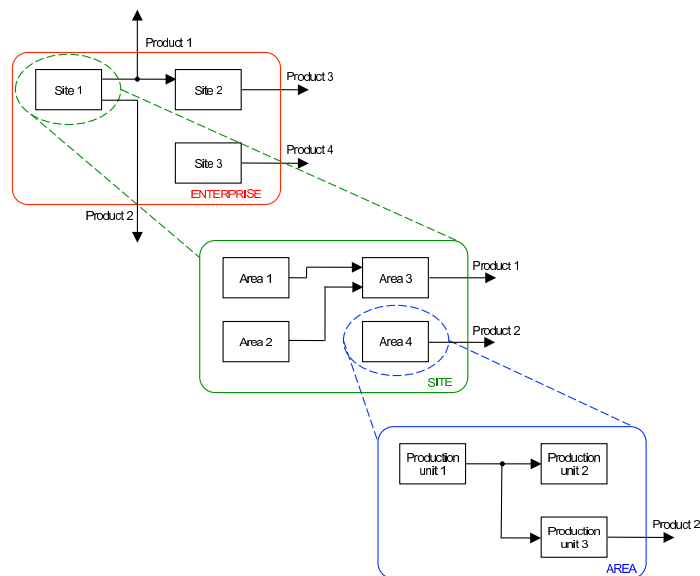 Product 1
Site 1
Site 2
Product 3
Site 3
Product 4
ENTERPRISE
Product 2
Area 1
Area 3
Product 1
Area 2
Area 4
Product 2
SITE
Production
unit 1
Production
unit 2
Production
unit 3
Product 2
AREA